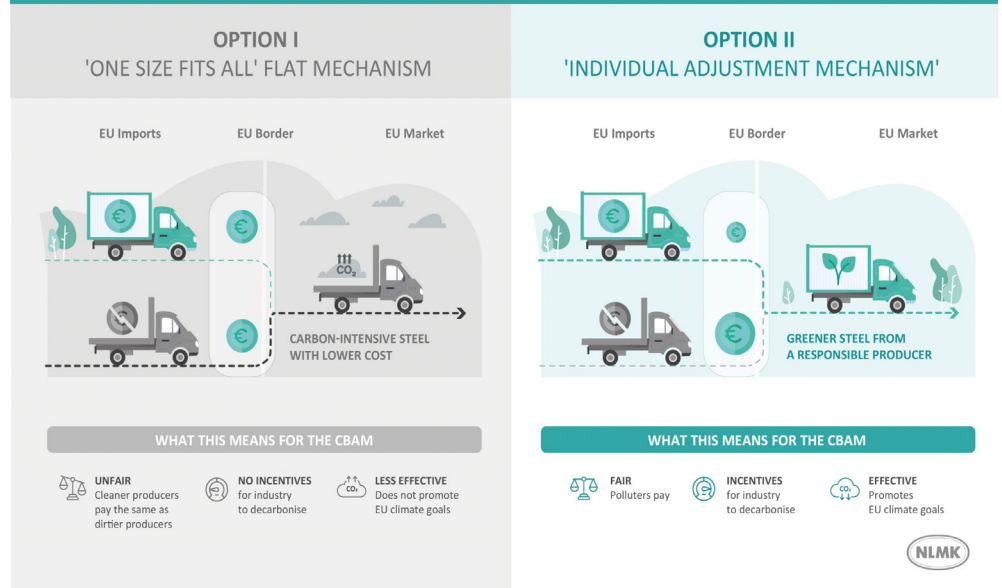 OPTION I
'ONE SIZE FITS ALL' FLAT MECHANISM
EU Imports
EU Border
EU Market
€
€
CO₂
€
€
CARBON-INTENSIVE STEEL
WITH LOWER COST
WHAT THIS MEANS FOR THE CBAM
UNFAIR
Cleaner producers
pay the same as
dirtier producers
NO INCENTIVES
for industry
to decarbonise
CO₂
LESS EFFECTIVE
Does not promote
EU climate goals
OPTION II
'INDIVIDUAL ADJUSTMENT MECHANISM'
EU Imports
EU Border
EU Market
€
€
€
€
GREENER STEEL FROM
A RESPONSIBLE PRODUCER
WHAT THIS MEANS FOR THE CBAM
FAIR
Polluters pay
INCENTIVES
for industry
to decarbonise
CO₂
EFFECTIVE
Promotes
EU climate goals
NLMK